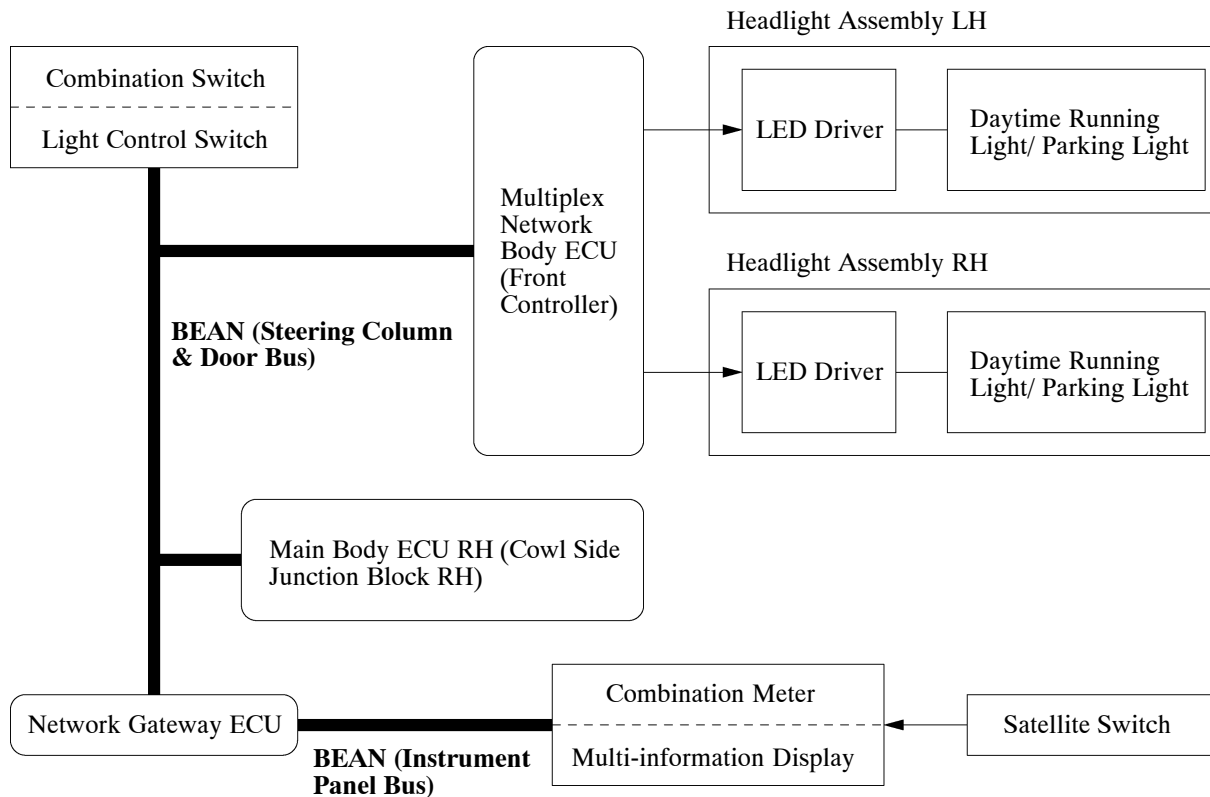 Headlight Assembly LH
Combination Switch
Light Control Switch
LED Driver
Daytime Running
Light/ Parking Light
Multiplex
Network
Body ECU
(Front
Controller)
Headlight Assembly RH
LED Driver
Daytime Running
Light/ Parking Light
BEAN (Steering Column
& Door Bus)
Main Body ECU RH (Cowl Side
Junction Block RH)
Network Gateway ECU
BEAN (Instrument
Panel Bus)
Combination Meter
Multi-information Display
Satellite Switch